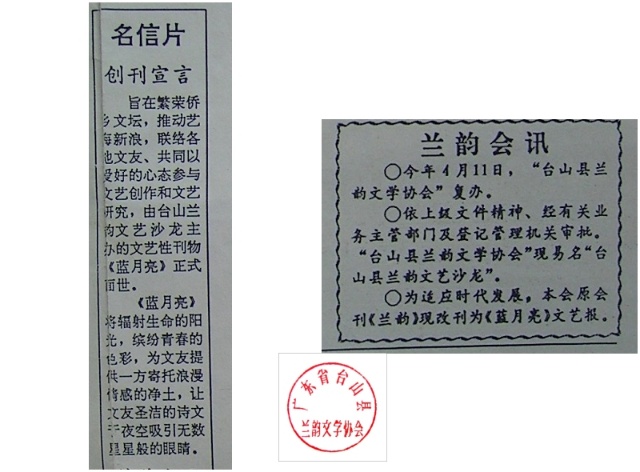 名信片
创刊宣言
旨在繁荣侨
乡文坛，推动艺
海新浪，联络各
地文友、共同以
爱好的心态参与
文艺创作和文艺
研究，由台山兰
韵文艺沙龙主
办的文艺性刊物
《蓝月亮》正式
面世。
《蓝月亮》
将辐射生命的阳
光，缤纷青春的
色彩，为文友提
供一方寄托浪漫
情感的净土，让
文友圣洁的诗文
于夜空吸引无数
星星般的眼睛。
兰韵会讯
○今年4月11日，“台山县兰
韵文学协会”复办。
○依上级文件精神、经有关业
务主管部门及登记管理机关审批。
“台山县兰韵文学协会”现易名“台
山县兰韵文艺沙龙”。
○为适应时代发展，本会原会
刊《兰韵》现改刊为《蓝月亮》文艺报。
广东省台山县
兰韵文学协会